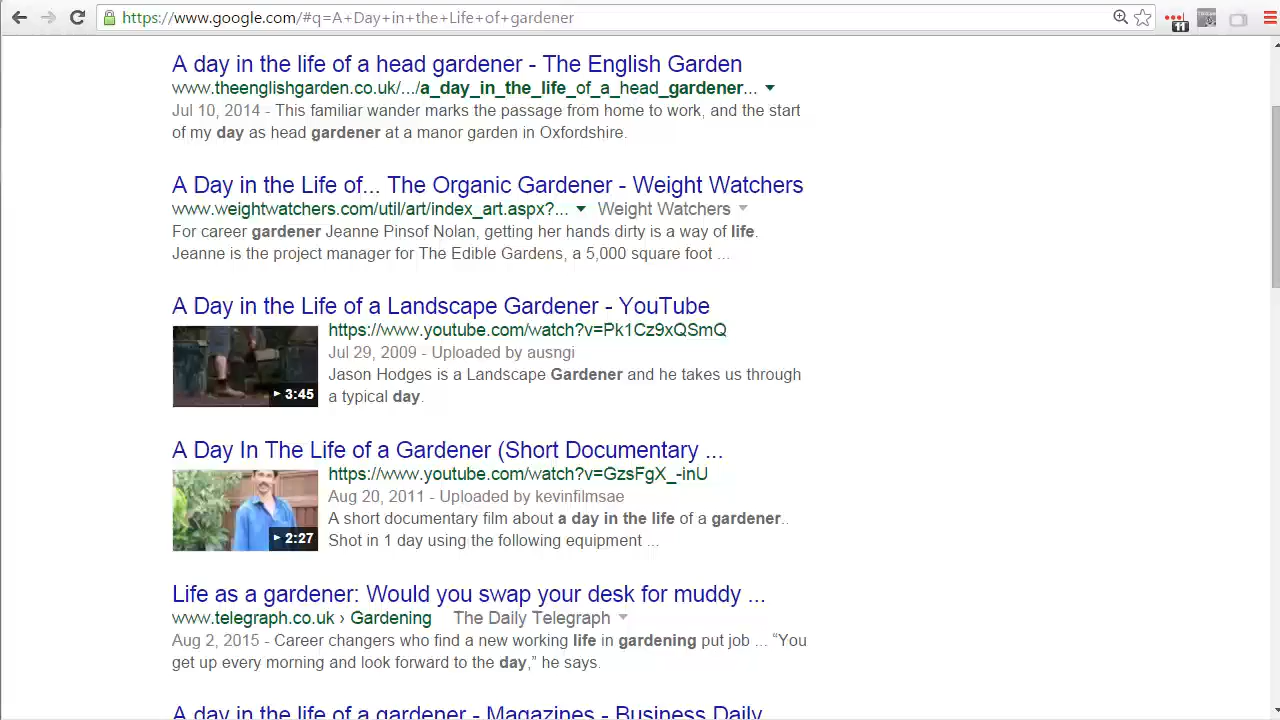 https://www.google.com/#q=A+Day+in+the+Life+of+gardener
11
A day in the life of a head gardener - The English Garden
www.theenglishgarden.co.uk/.../a_day_in_the_life_of_a_head_gardener...
Jul 10, 2014 - This familiar wander marks the passage from home to work, and the start
of my day as head gardener at a manor garden in Oxfordshire.
A Day in the Life of... The Organic Gardener - Weight Watchers
www.weightwatchers.com/util/art/index_art.aspx?... Weight Watchers
For career gardener Jeanne Pinsof Nolan, getting her hands dirty is a way of life.
Jeanne is the project manager for The Edible Gardens, a 5,000 square foot ...
A Day in the Life of a Landscape Gardener - YouTube
https://www.youtube.com/watch?v=Pk1Cz9xQSmQ
Jul 29, 2009 - Uploaded by ausngi
Jason Hodges is a Landscape Gardener and he takes us through
a typical day.
3:45
A Day In The Life of a Gardener (Short Documentary ...
https://www.youtube.com/watch?v=GzsFgX_-inU
Aug 20, 2011 - Uploaded by kevinfilmsae
A short documentary film about a day in the life of a gardener..
Shot in 1 day using the following equipment ...
2:27
Life as a gardener: Would you swap your desk for muddy ...
www.telegraph.co.uk › Gardening The Daily Telegraph
Aug 2, 2015 - Career changers who find a new working life in gardening put job ... “You
get up every morning and look forward to the day,” he says.
A day in the life of a gardener - Magazines - Business Daily